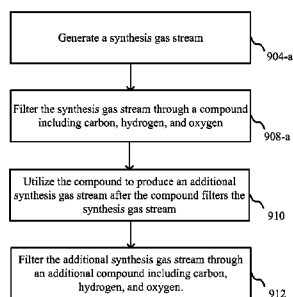 Generate a synthesis gas stream
904-a
Filter the synthesis gas stream through a compound
including carbon, hydrogen, and oxygen
908-a
Utilize the compound to produce an additional
synthesis gas stream after the compound filters the
synthesis gas stream
910
Filter the additional synthesis gas stream through
an additional compound including carbon,
hydrogen, and oxygen.
912